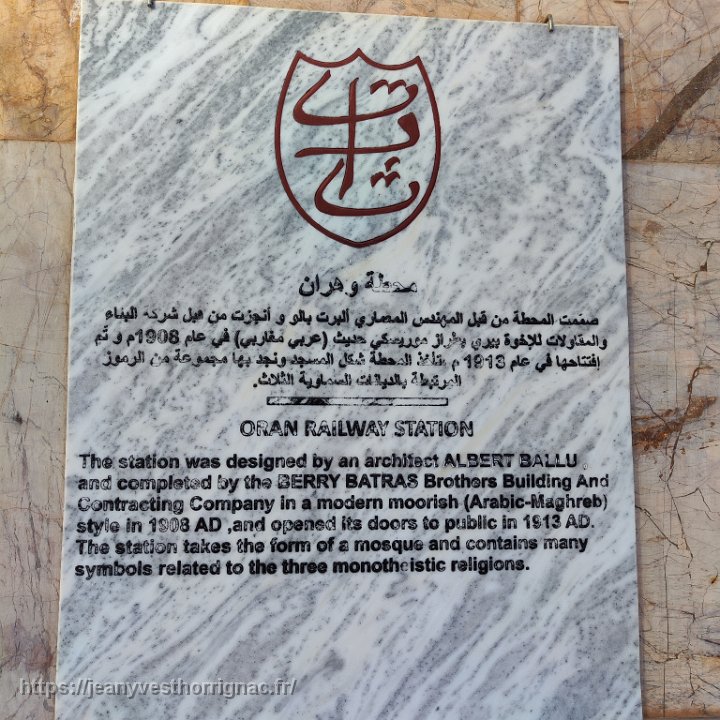 محطة وهران
صمّمت المحطة من قبل المهندس المعماري البرت بالو و أنجزت من قبل شركة البناء
والمقاولات للإخوة بيري بطراز موريسكي حديث (عربي مغاربي) في عام 1908م و تّم
إفتتاحها في عام 1913 م ،تأخذ المحطة شكل المسجد ونجد بها مجموعة من الرموز
المرتبطة بالديانات السماوية الثلاث.
ORAN RAILWAY STATION
The station was designed by an architect ALBERT BALLU ,
and completed by the BERRY BATRAS Brothers Building And
Contracting Company in a modern moorish (Arabic-Maghreb)
style in 1908 AD ,and opened its doors to public in 1913 AD.
The station takes the form of a mosque and contains many
symbols related to the three monotheistic religions.
https://jeanyvesthorrignac.fr/